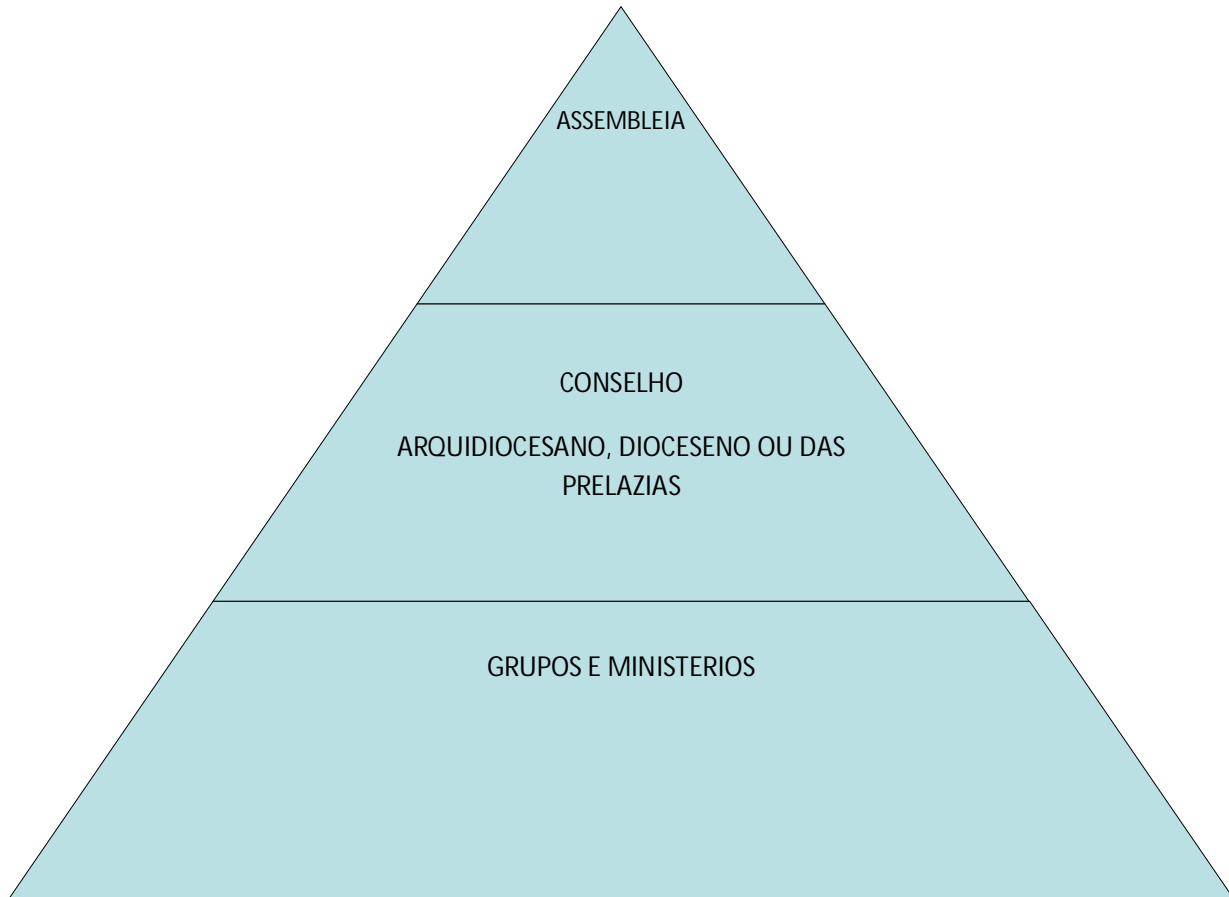 ASSEMBLEIA
CONSELHO
ARQUIDIOCESANO, DIOCESENO OU DAS
PRELAZIAS
GRUPOS E MINISTERIOS